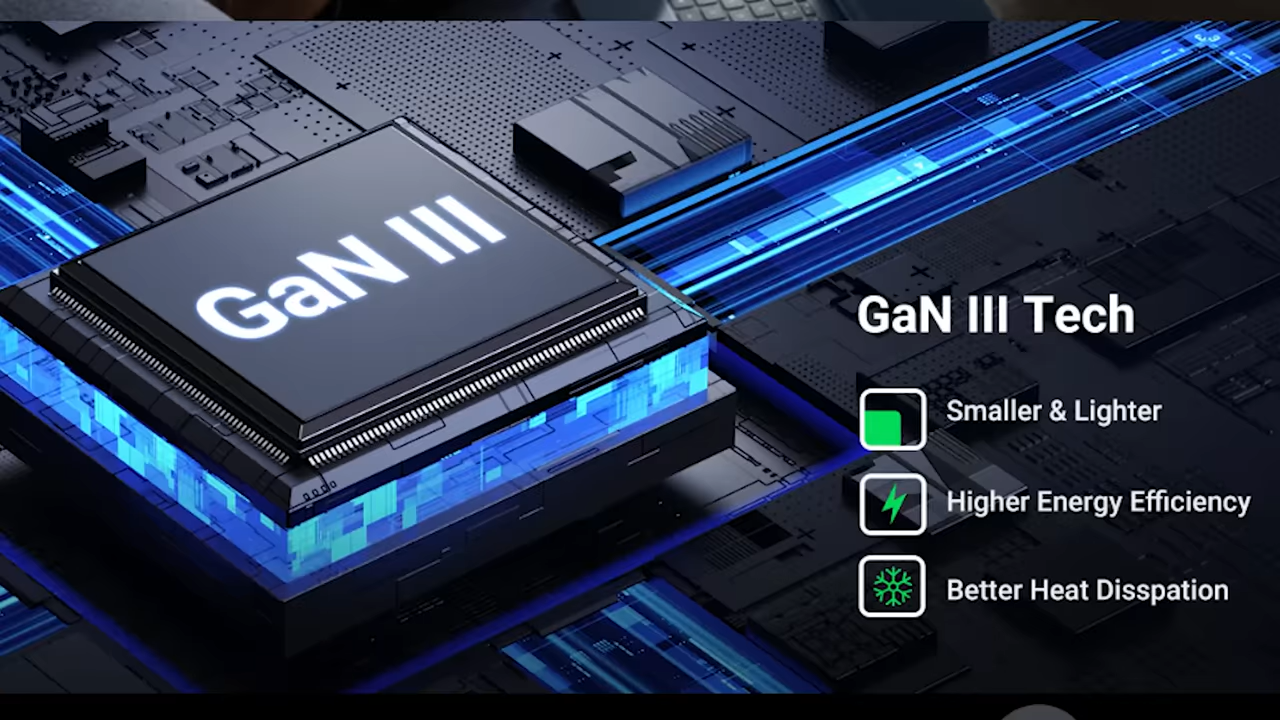 GaN III
GaN III Tech
Smaller & Lighter
Higher Energy Efficiency
Better Heat Disspation